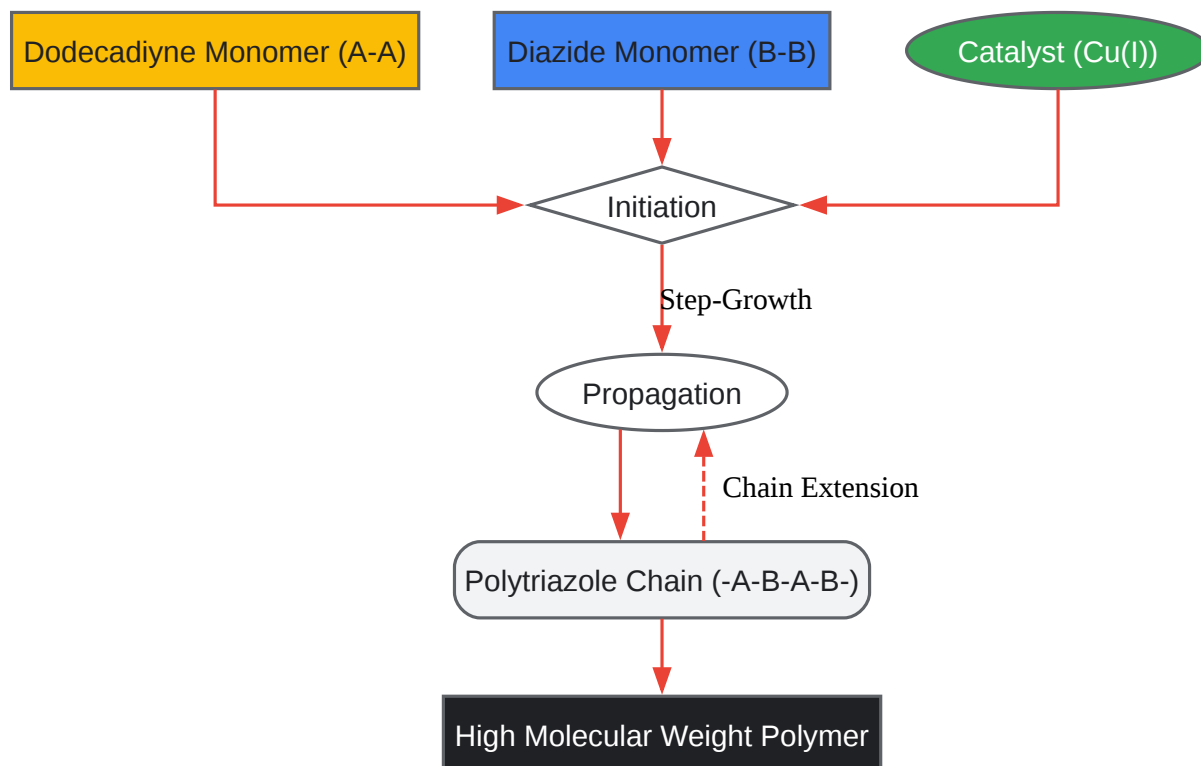 Dodecadiyne Monomer (A-A)
Diazide Monomer (B-B)
Catalyst (Cu(I))
Initiation
Step-Growth
Propagation
Chain Extension
Polytriazole Chain (-A-B-A-B-)
High Molecular Weight Polymer